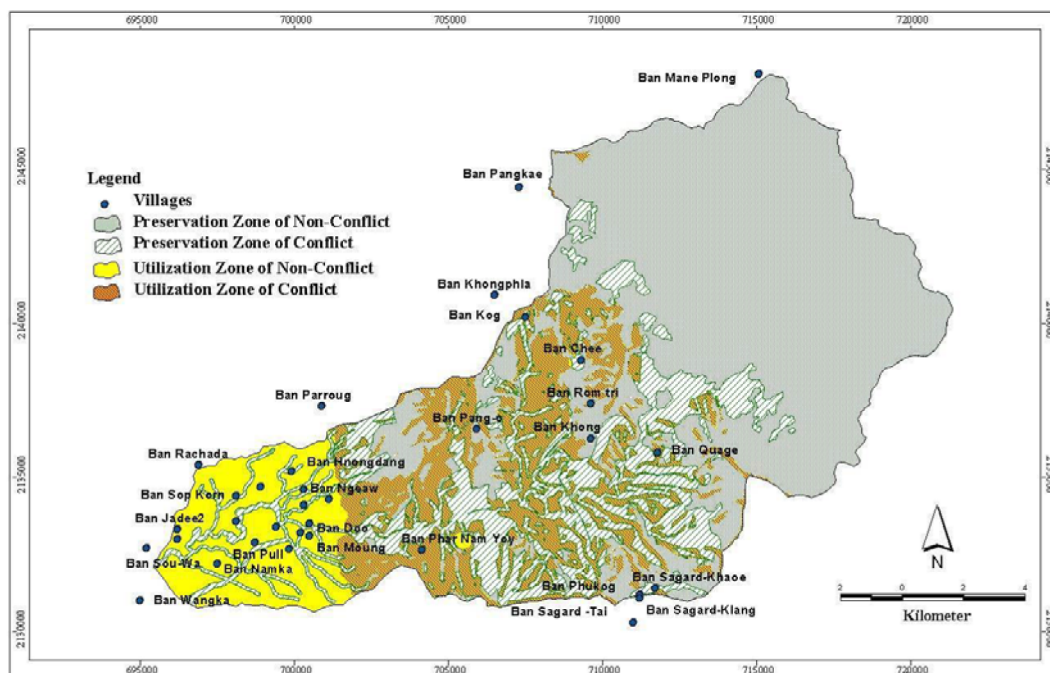 695000 700000 705000 710000 715000 720000
Ban Mane Plong
2145000
Ban Pangkae
Legend
Villages
Preservation Zone of Non-Conflict
Preservation Zone of Conflict
Utilization Zone of Non-Conflict
Utilization Zone of Conflict
Ban Khongphia
2140000
Ban Kog
Ban Chee
Ban Parroug
Ban Rom tri
Ban Pang-o
Ban Khong
Ban Rachada
Ban Hnongdang
Ban Quage
2135000
Ban Sop Korn
Ban Ngeaw
Ban Jadee2
Ban Doo
Ban Phar Nam Yoy
Ban Pull
Ban Moung
Ban Sou-Wa
Ban Namka
N
Ban Phukog
Ban Sagard-Khaoe
Ban Wangka
Ban Sagard -Tai
Ban Sagard-Klang
2 0 2 4
Kilometer
2130000
695000 700000 705000 710000 715000 720000